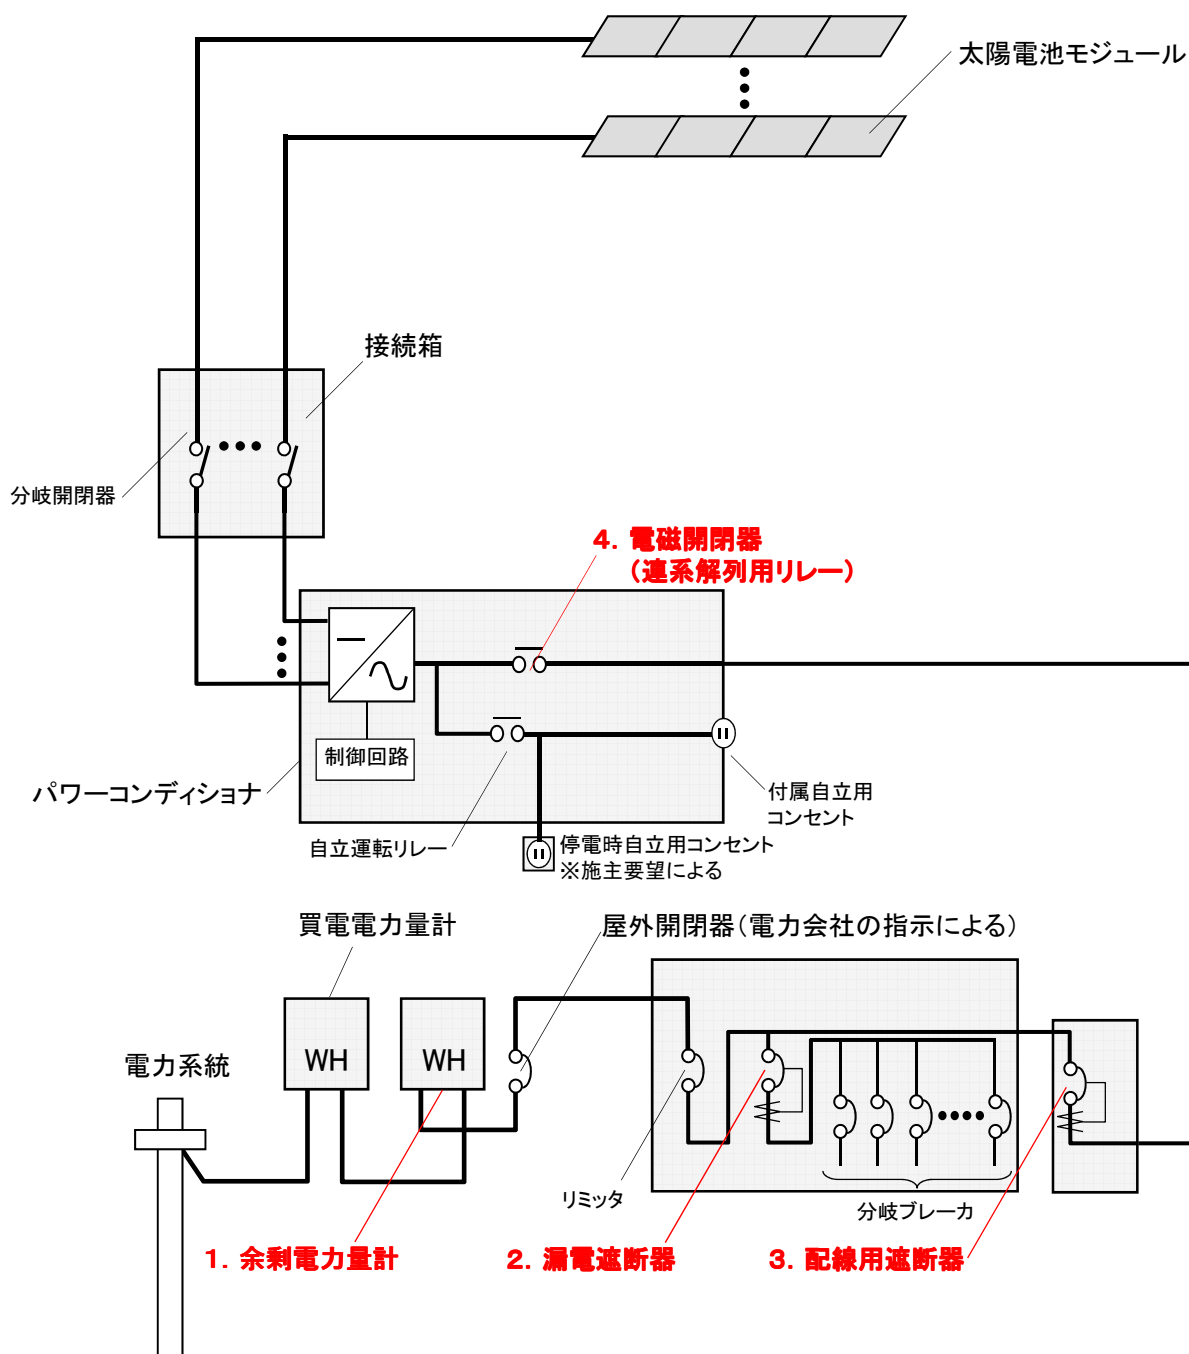 太陽電池モジュール
接続箱
分岐開閉器
4. 電磁開閉器
（連系解列用リレー）
制御回路
パワーコンディショナ
付属自立用
コンセント
自立運転リレー
停電時自立用コンセント
※施主要望による
買電電力量計
屋外開閉器（電力会社の指示による）
WH
WH
電力系統
リミッタ
分岐ブレーカ
1. 余剰電力量計
2. 漏電遮断器
3. 配線用遮断器